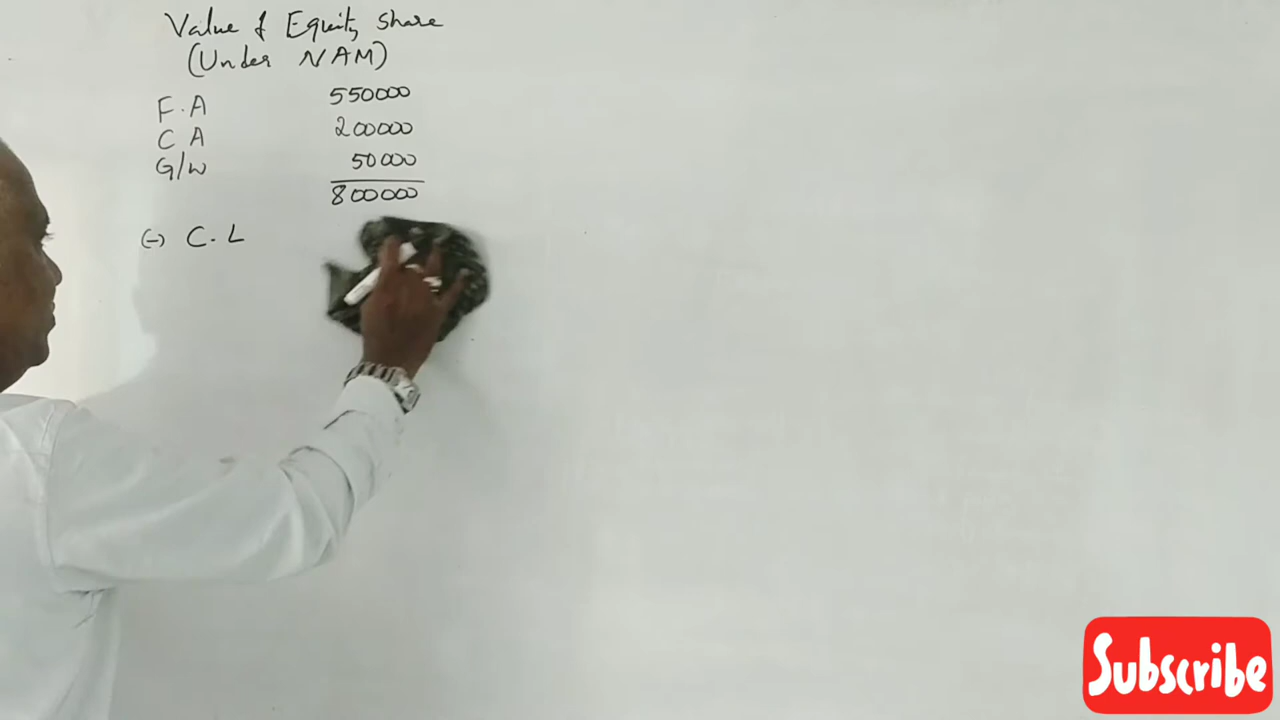 Value of Equity Share
(Under NAM)
F.A 550000
C A 200000
G/W 50000
800000
(-) C.L
Subscribe